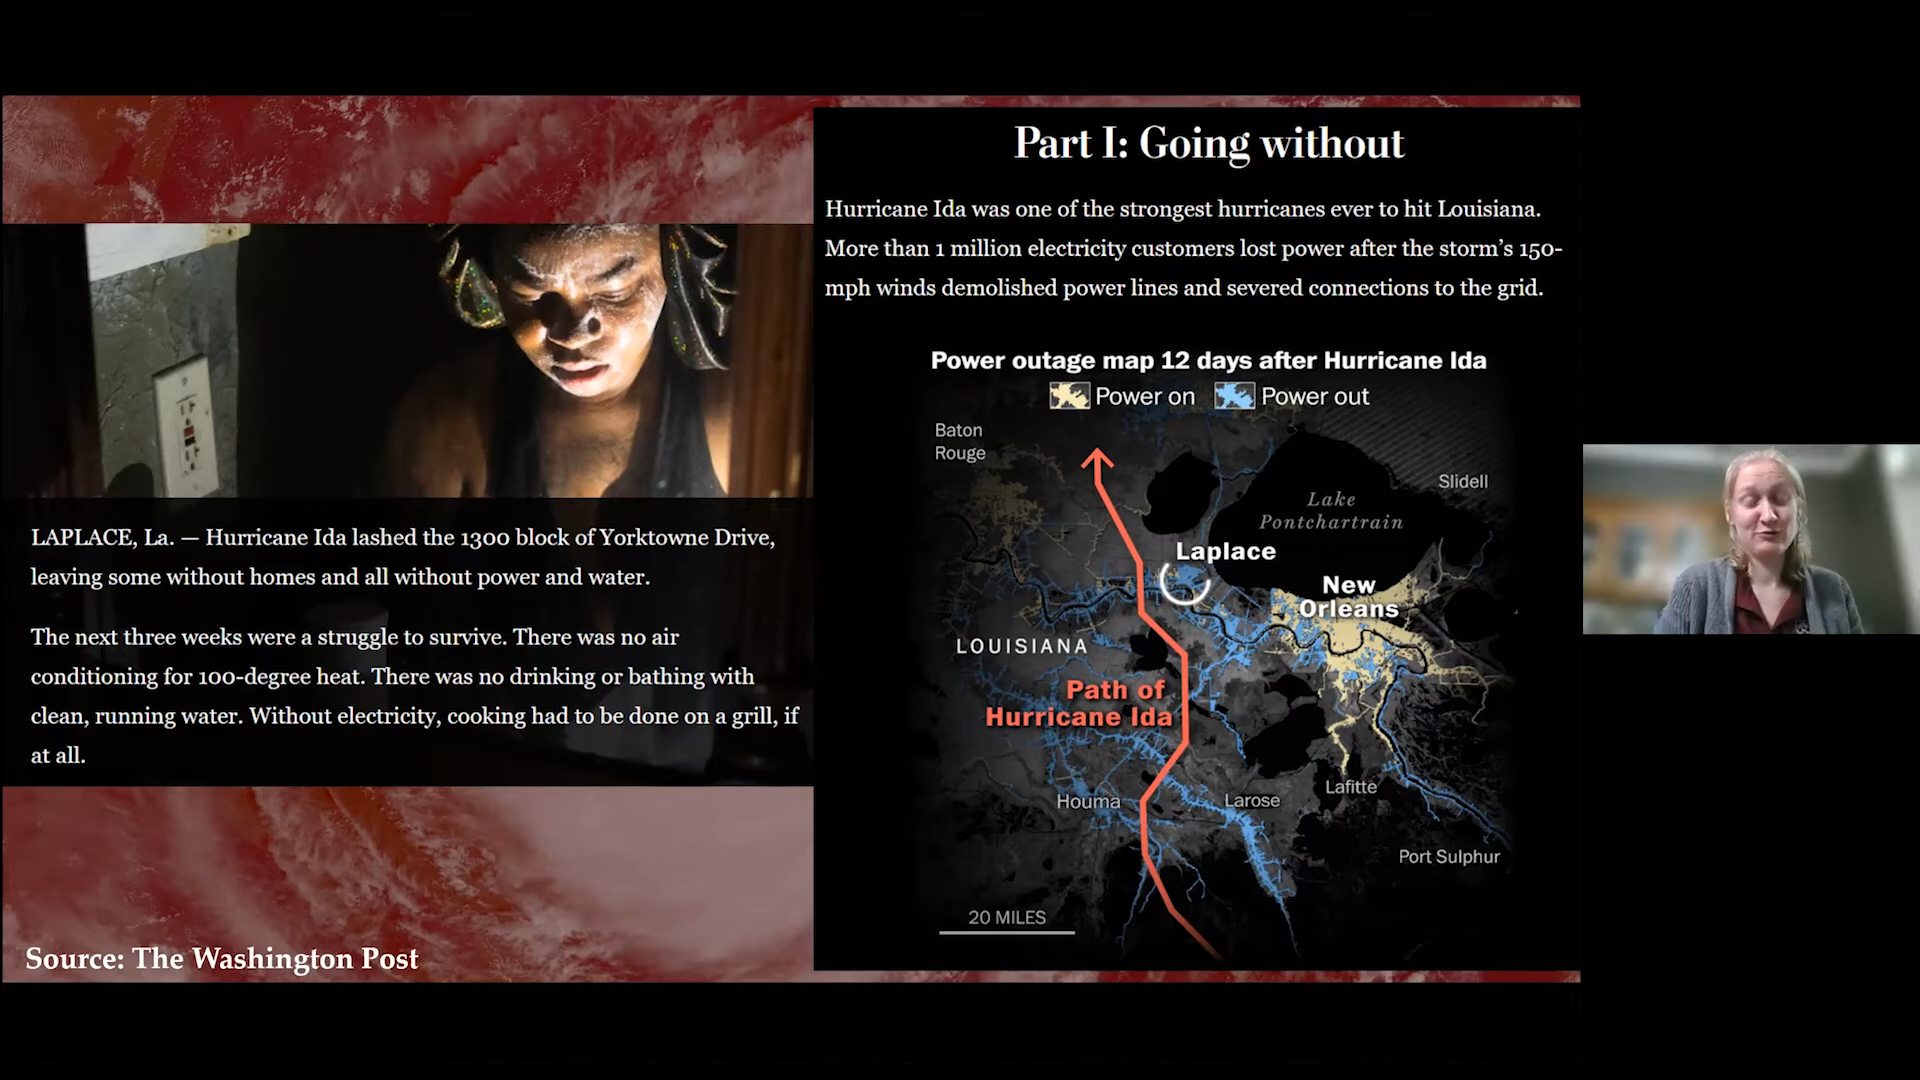 LAPLACE, La. — Hurricane Ida lashed the 1300 block of Yorktowne Drive,
leaving some without homes and all without power and water.
The next three weeks were a struggle to survive. There was no air
conditioning for 100-degree heat. There was no drinking or bathing with
clean, running water. Without electricity, cooking had to be done on a grill, if
at all.
Source: The Washington Post
Part I: Going without
Hurricane Ida was one of the strongest hurricanes ever to hit Louisiana.
More than 1 million electricity customers lost power after the storm’s 150-
mph winds demolished power lines and severed connections to the grid.
Power outage map 12 days after Hurricane Ida
Power on Power out
Baton
Rouge
Slidell
Lake
Pontchartrain
Laplace
New
Orleans
LOUISIANA
Path of
Hurricane Ida
Lafitte
Houma
Larose
Port Sulphur
20 MILES